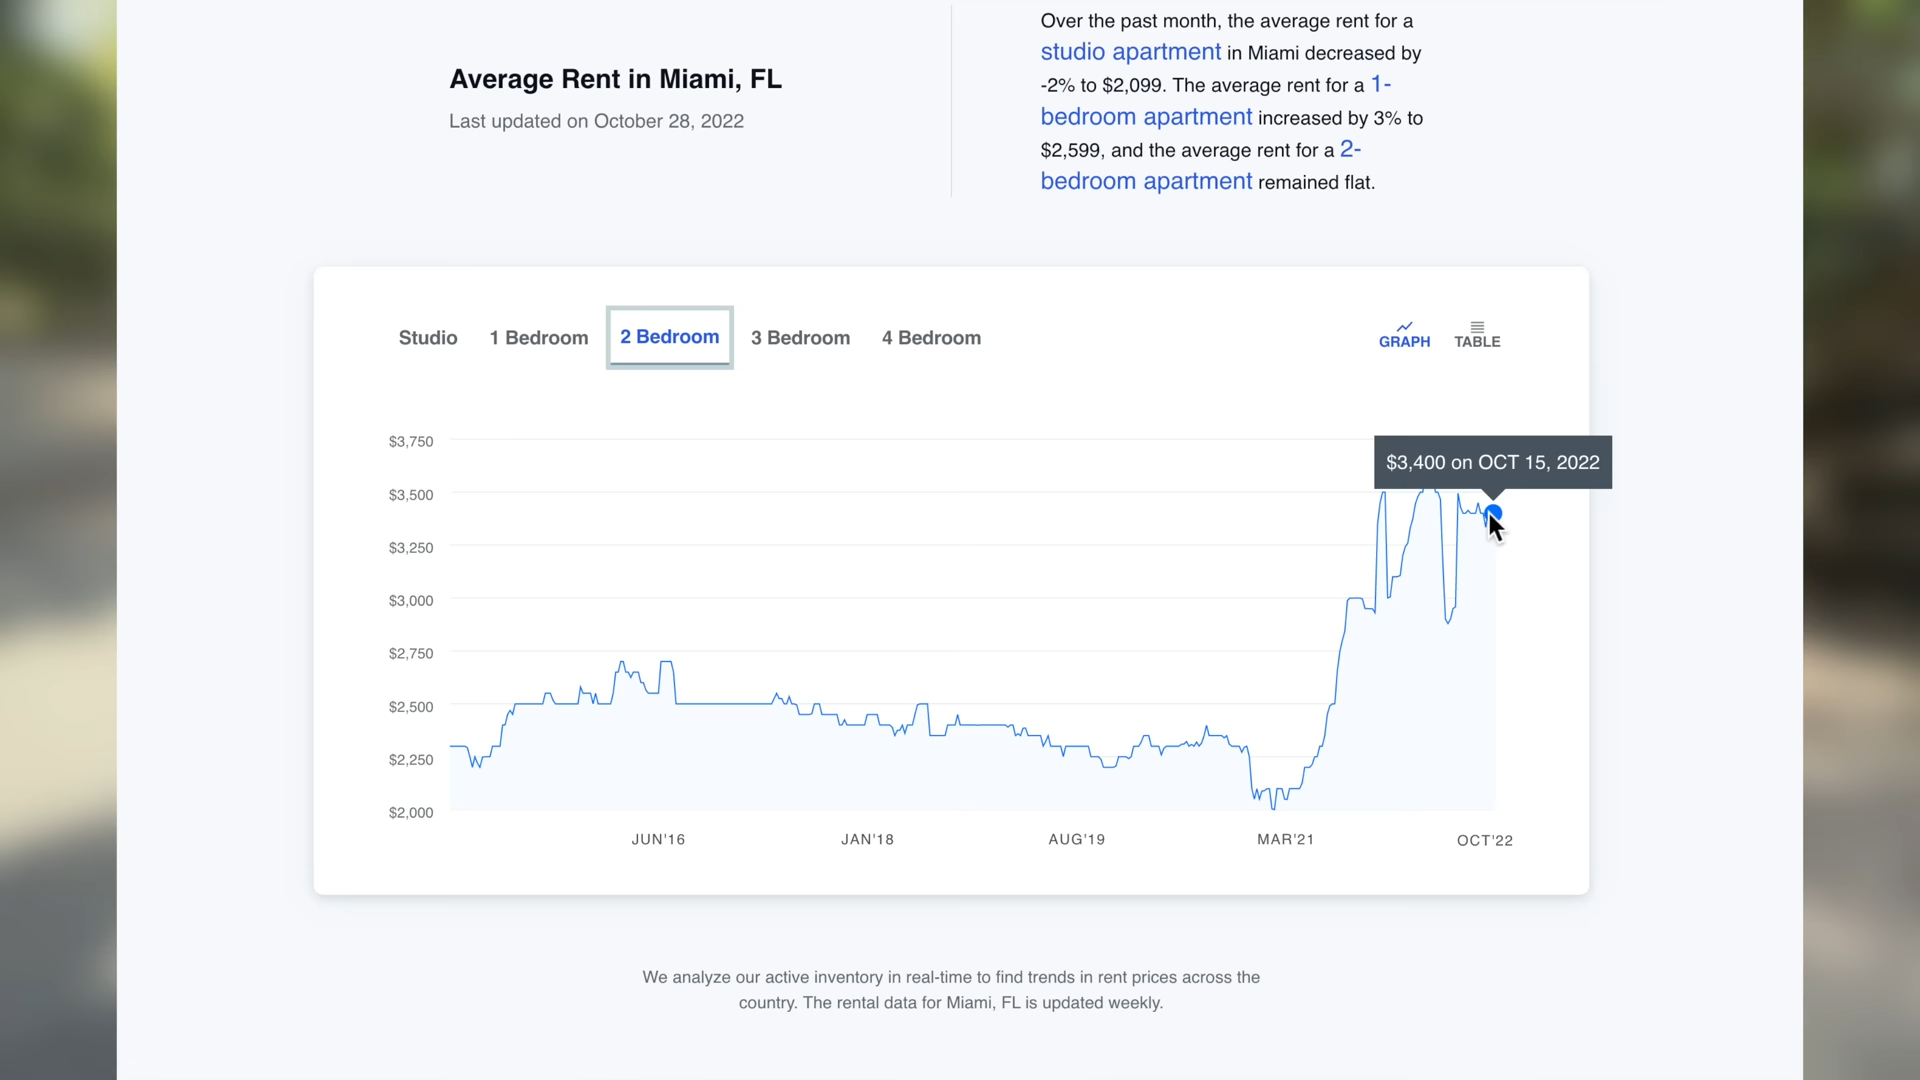 Average Rent in Miami, FL
Last updated on October 28, 2022
Over the past month, the average rent for a
studio apartment in Miami decreased by
-2% to $2,099. The average rent for a 1-
bedroom apartment increased by 3% to
$2,599, and the average rent for a 2-
bedroom apartment remained flat.
Studio 1 Bedroom 2 Bedroom 3 Bedroom 4 Bedroom
GRAPH TABLE
$3,750
$3,400 on OCT 15, 2022
$3,500
$3,250
$3,000
$2,750
$2,500
$2,250
$2,000
JUN'16 JAN'18 AUG'19 MAR'21 OCT'22
We analyze our active inventory in real-time to find trends in rent prices across the
country. The rental data for Miami, FL is updated weekly.